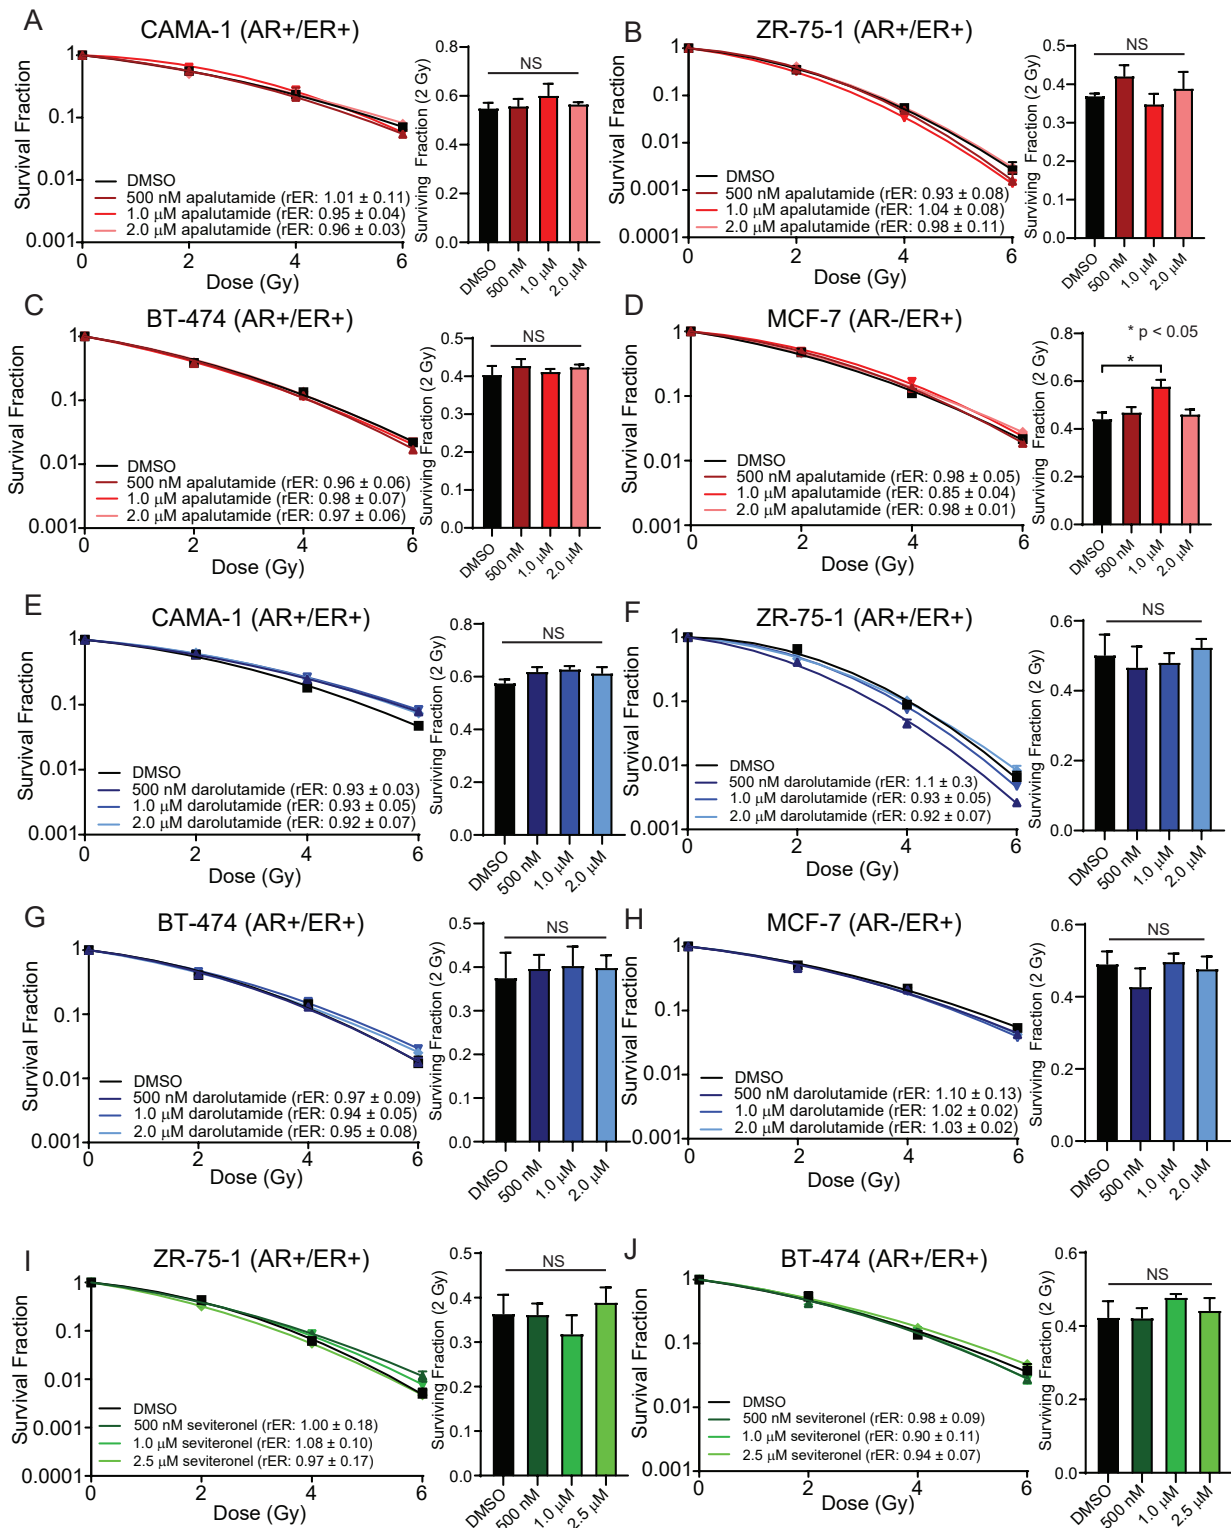 A
CAMA-1 (AR+/ER+)
Survival Fraction
1
0.1
0.01
0.001
DMSO
500 nM apalutamide (rER: 1.01 ± 0.11)
1.0 μM apalutamide (rER: 0.95 ± 0.04)
2.0 μM apalutamide (rER: 0.96 ± 0.03)
0 2 4 6
Dose (Gy)
Surviving Fraction (2 Gy)
0.8
0.6
0.4
0.2
0.0
NS
DMSO 500 nM 1.0 μM 2.0 μM
B
ZR-75-1 (AR+/ER+)
Survival Fraction
1
0.1
0.01
0.001
0.0001
DMSO
500 nM apalutamide (rER: 0.93 ± 0.08)
1.0 μM apalutamide (rER: 1.04 ± 0.08)
2.0 μM apalutamide (rER: 0.98 ± 0.11)
0 2 4 6
Dose (Gy)
Surviving Fraction (2 Gy)
0.5
0.4
0.3
0.2
0.1
0.0
NS
DMSO 500 nM 1.0 μM 2.0 μM
C
BT-474 (AR+/ER+)
Survival Fraction
1
0.1
0.01
0.001
DMSO
500 nM apalutamide (rER: 0.96 ± 0.06)
1.0 μM apalutamide (rER: 0.98 ± 0.07)
2.0 μM apalutamide (rER: 0.97 ± 0.06)
0 2 4 6
Dose (Gy)
Surviving Fraction (2 Gy)
0.5
0.4
0.3
0.2
0.1
0.0
NS
DMSO 500 nM 1.0 μM 2.0 μM
D
MCF-7 (AR-/ER+)
Survival Fraction
1
0.1
0.01
0.001
DMSO
500 nM apalutamide (rER: 0.98 ± 0.05)
1.0 μM apalutamide (rER: 0.85 ± 0.04)
2.0 μM apalutamide (rER: 0.98 ± 0.01)
0 2 4 6
Dose (Gy)
Surviving Fraction (2 Gy)
0.8
0.6
0.4
0.2
0.0
* p < 0.05
*
DMSO 500 nM 1.0 μM 2.0 μM
E
CAMA-1 (AR+/ER+)
Survival Fraction
1
0.1
0.01
0.001
DMSO
500 nM darolutamide (rER: 0.93 ± 0.03)
1.0 μM darolutamide (rER: 0.93 ± 0.05)
2.0 μM darolutamide (rER: 0.92 ± 0.07)
0 2 4 6
Dose (Gy)
Surviving Fraction (2 Gy)
0.8
0.6
0.4
0.2
0.0
NS
DMSO 500 nM 1.0 μM 2.0 μM
F
ZR-75-1 (AR+/ER+)
Survival Fraction
1
0.1
0.01
0.001
DMSO
500 nM darolutamide (rER: 1.1 ± 0.3)
1.0 μM darolutamide (rER: 0.93 ± 0.05)
2.0 μM darolutamide (rER: 0.92 ± 0.07)
0 2 4 6
Dose (Gy)
Surviving Fraction (2 Gy)
0.6
0.4
0.2
0.0
NS
DMSO 500 nM 1.0 μM 2.0 μM
G
BT-474 (AR+/ER+)
Survival Fraction
1
0.1
0.01
0.001
DMSO
500 nM darolutamide (rER: 0.97 ± 0.09)
1.0 μM darolutamide (rER: 0.94 ± 0.05)
2.0 μM darolutamide (rER: 0.95 ± 0.08)
0 2 4 6
Dose (Gy)
Surviving Fraction (2 Gy)
0.5
0.4
0.3
0.2
0.1
0.0
NS
DMSO 500 nM 1.0 μM 2.0 μM
H
MCF-7 (AR-/ER+)
Survival Fraction
1
0.1
0.01
0.001
DMSO
500 nM darolutamide (rER: 1.10 ± 0.13)
1.0 μM darolutamide (rER: 1.02 ± 0.02)
2.0 μM darolutamide (rER: 1.03 ± 0.02)
0 2 4 6
Dose (Gy)
Surviving Fraction (2 Gy)
0.6
0.4
0.2
0.0
NS
DMSO 500 nM 1.0 μM 2.0 μM
I
ZR-75-1 (AR+/ER+)
Survival Fraction
1
0.1
0.01
0.001
0.0001
DMSO
500 nM seviteronel (rER: 1.00 ± 0.18)
1.0 μM seviteronel (rER: 1.08 ± 0.10)
2.5 μM seviteronel (rER: 0.97 ± 0.17)
0 2 4 6
Dose (Gy)
Surviving Fraction (2 Gy)
0.5
0.4
0.3
0.2
0.1
0.0
NS
DMSO 500 nM 1.0 μM 2.5 μM
J
BT-474 (AR+/ER+)
Survival Fraction
1
0.1
0.01
0.001
DMSO
500 nM seviteronel (rER: 0.98 ± 0.09)
1.0 μM seviteronel (rER: 0.90 ± 0.11)
2.5 μM seviteronel (rER: 0.94 ± 0.07)
0 2 4 6
Dose (Gy)
Surviving Fraction (2 Gy)
0.6
0.4
0.2
0.0
NS
DMSO 500 nM 1.0 μM 2.5 μM